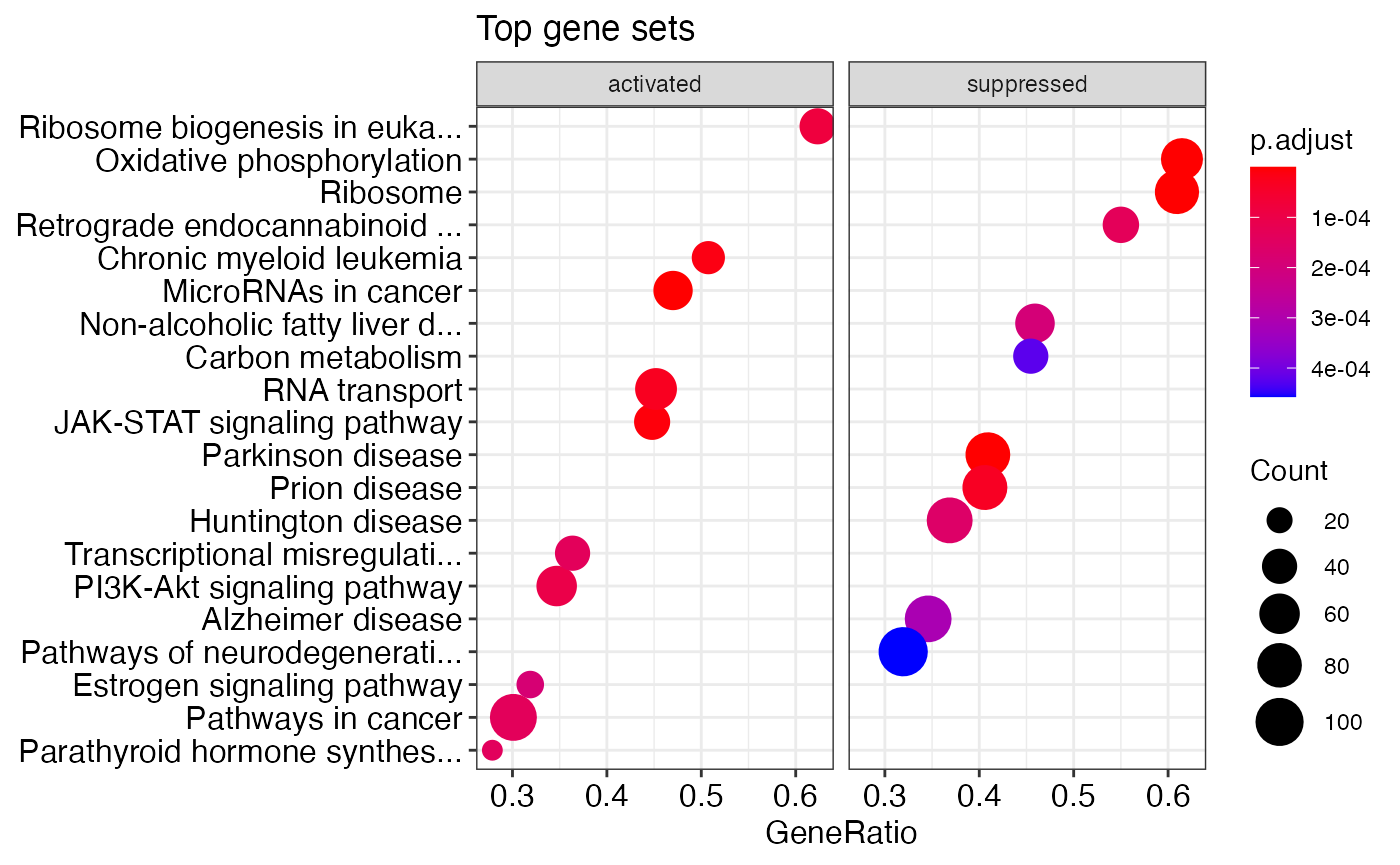 Top gene sets
activated
suppressed
Ribosome biogenesis in euka...
Oxidative phosphorylation
Ribosome
Retrograde endocannabinoid ...
Chronic myeloid leukemia
MicroRNAs in cancer
Non-alcoholic fatty liver d...
Carbon metabolism
RNA transport
JAK-STAT signaling pathway
Parkinson disease
Prion disease
Huntington disease
Transcriptional misregulati...
PI3K-Akt signaling pathway
Alzheimer disease
Pathways of neurodegenerati...
Estrogen signaling pathway
Pathways in cancer
Parathyroid hormone synthes...
0.3 0.4 0.5 0.6
0.3 0.4 0.5 0.6
GeneRatio
p.adjust
1e-04
2e-04
3e-04
4e-04
Count
20
40
60
80
100